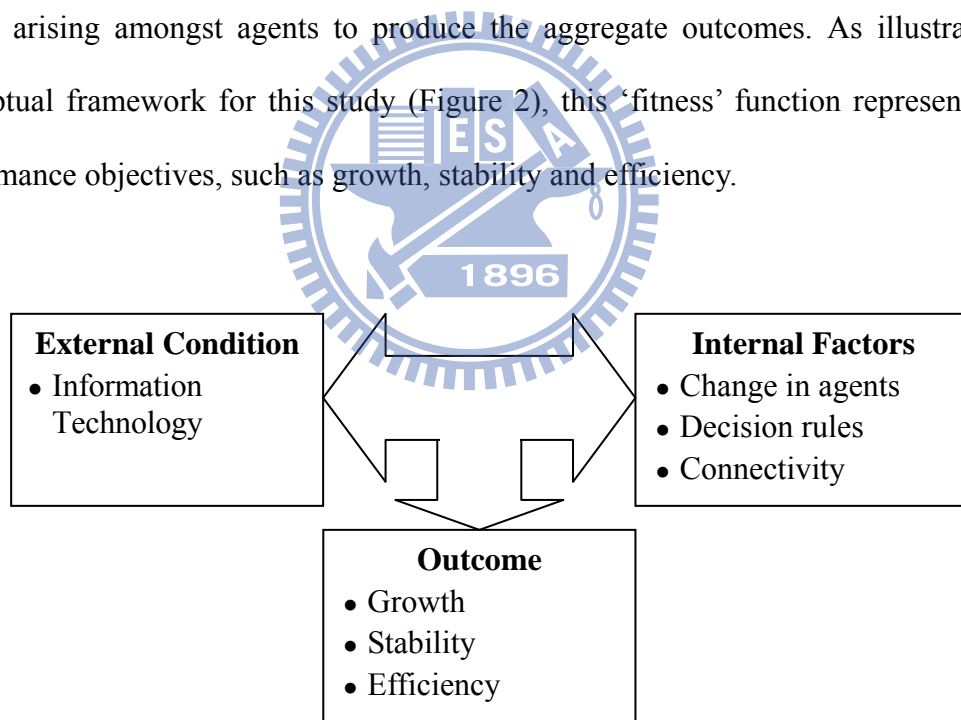 arising amongst agents to produce the aggregate outcomes. As illustra
ptual framework for this study (Figure 2), this ‘fitness’ function represen
mance objectives, such as growth, stability and efficiency.
E S A
1896
External Condition
• Information
Technology
Internal Factors
• Change in agents
• Decision rules
• Connectivity
Outcome
• Growth
• Stability
• Efficiency